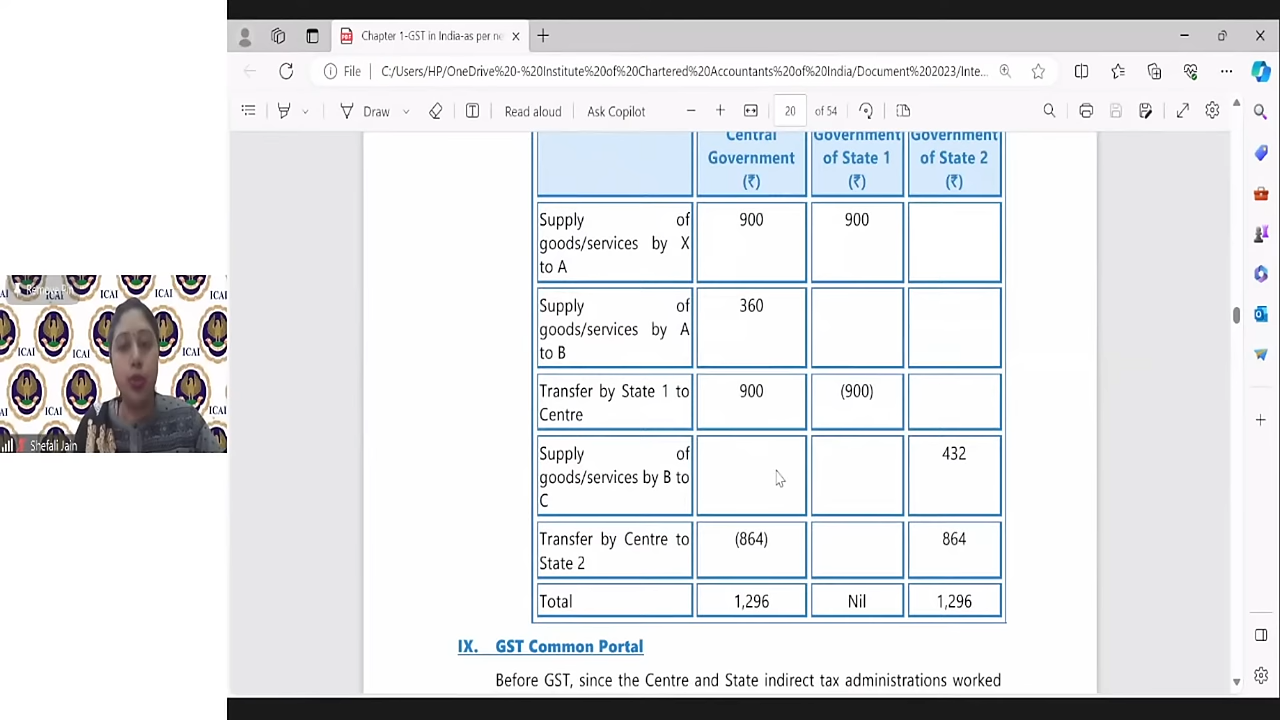 Chapter 1-GST in India-as per ne
File
C:/Users/HP/OneDrive%20-%20Institute%20of%20Chartered%20Accountants%20of%20India/Document%202023/Inte...
Draw
Read aloud
Ask Copilot
20
of 54
Central Government (₹)
Government of State 1 (₹)
Government of State 2 (₹)
Supply of goods/services by X to A
900
900
Supply of goods/services by A to B
360
Transfer by State 1 to Centre
900
(900)
Supply of goods/services by B to C
432
Transfer by Centre to State 2
(864)
864
Total
1,296
Nil
1,296
IX. GST Common Portal
Before GST, since the Centre and State indirect tax administrations worked
ICAI
ICAI
ICAI
ICAI
ICAI
ICAI
Shefali Jain